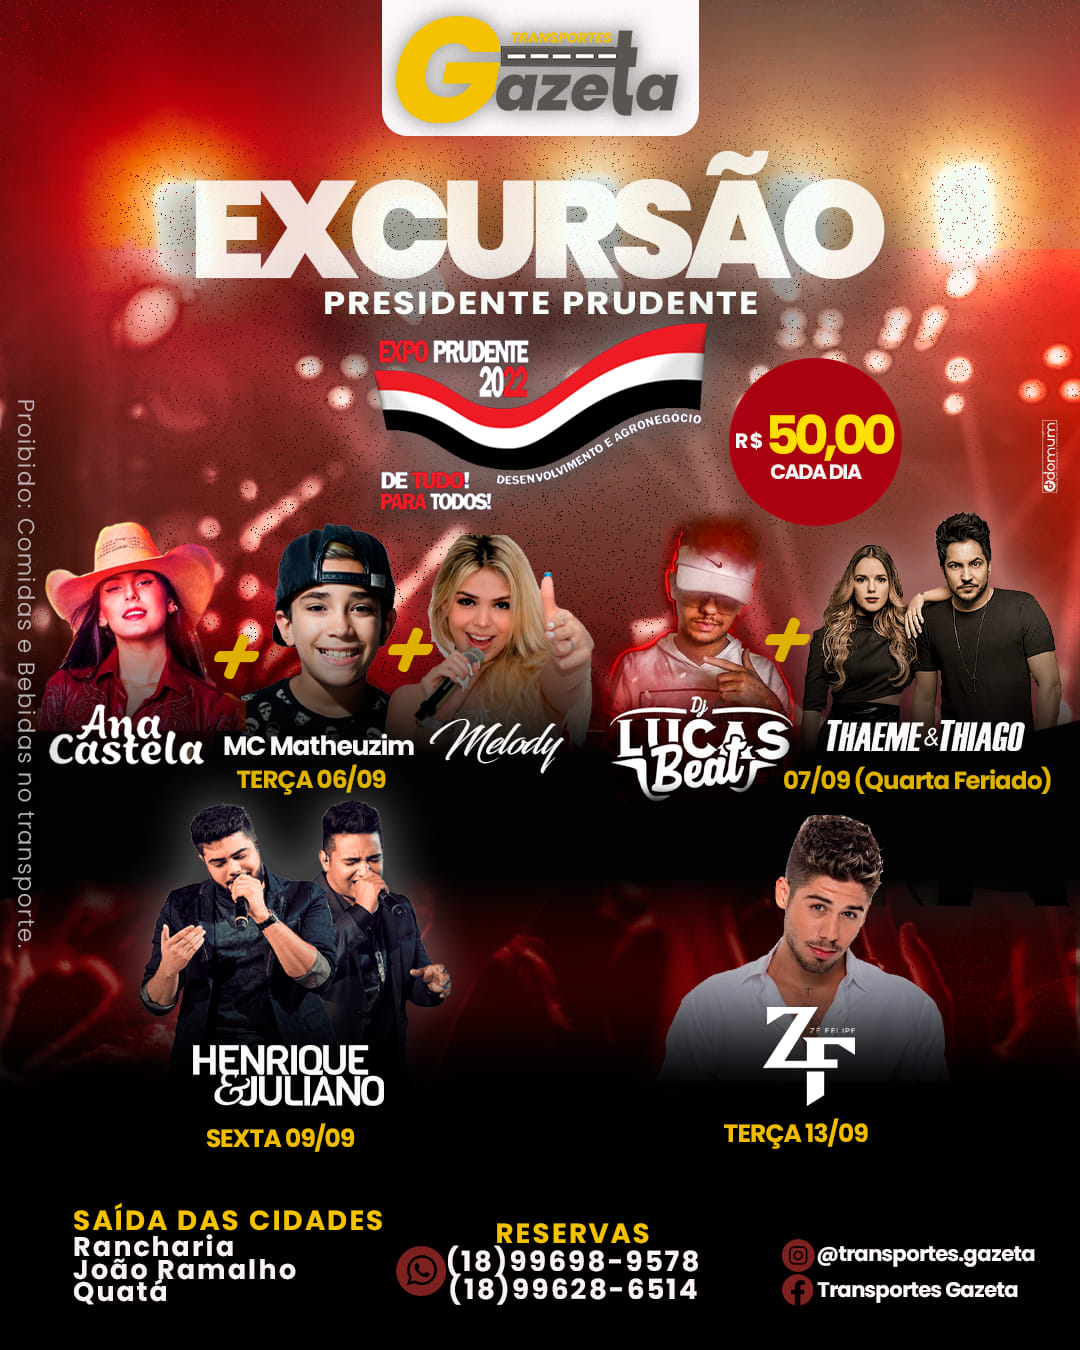 TRANSPORTES
Gazeta
EXCURSÃO
PRESIDENTE PRUDENTE
EXPO PRUDENTE
2022
DESENVOLVIMENTO E AGRONEGÓCIO
DE TUDO!
PARA TODOS!
R$ 50,00
CADA DIA
domum
Proibido: Comidas e Bebidas no transporte.
Ana
Castela
MC Matheuzim
Melody
TERÇA 06/09
Dj
LUCAS
Beat
THAEME & THIAGO
07/09 (Quarta Feriado)
HENRIQUE
& JULIANO
SEXTA 09/09
ZÉ FELIPE
ZF
TERÇA 13/09
SAÍDA DAS CIDADES
Rancharia
João Ramalho
Quatá
RESERVAS
(18)99698-9578
(18)99628-6514
@transportes.gazeta
Transportes Gazeta